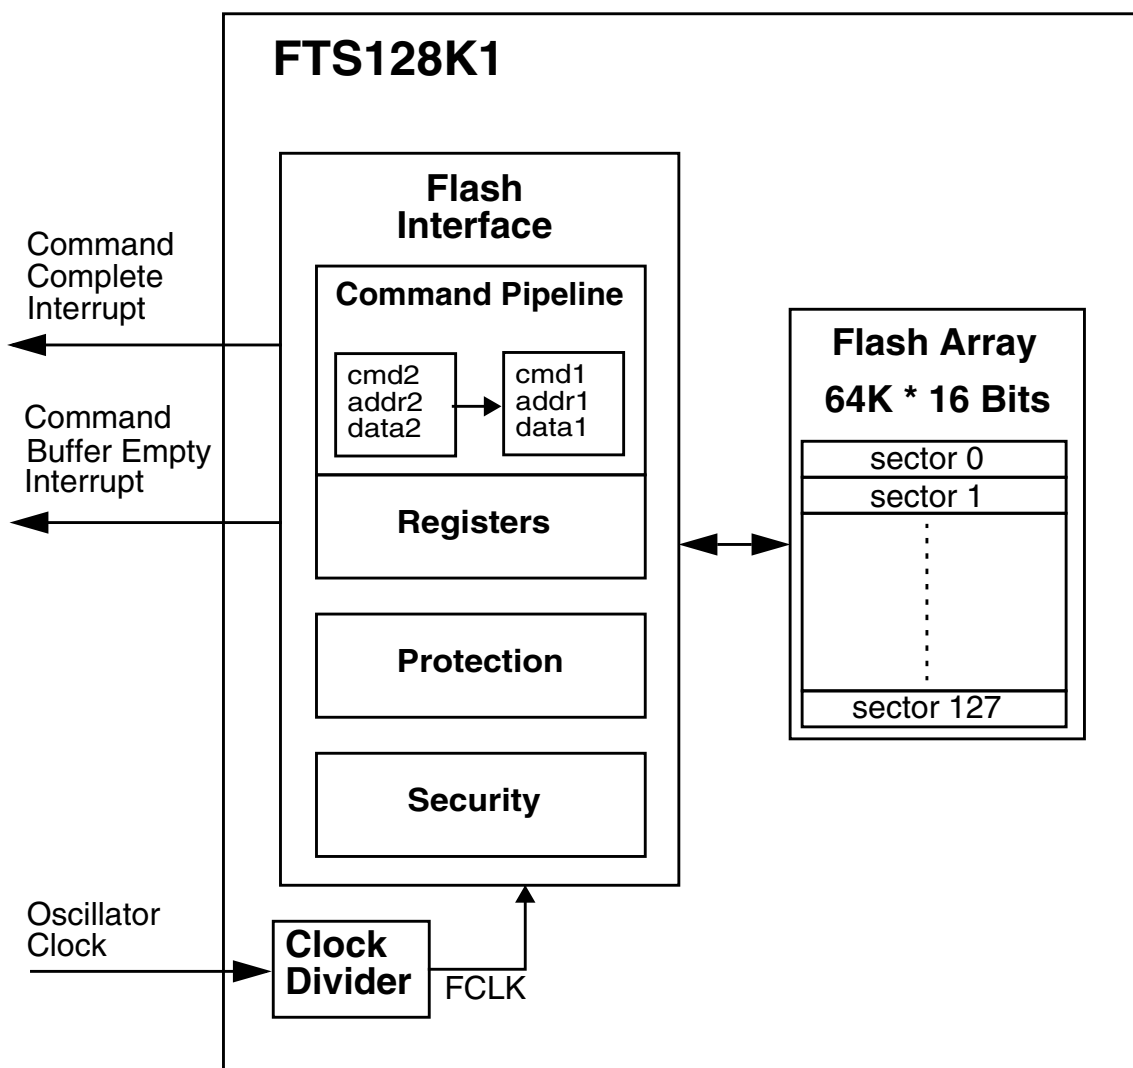 FTS128K1
Flash
Interface
Command
Complete
Interrupt
Command Pipeline
cmd2
addr2
data2
cmd1
addr1
data1
Command
Buffer Empty
Interrupt
Registers
Protection
Security
Flash Array
64K * 16 Bits
sector 0
sector 1
sector 127
Oscillator
Clock
Clock
Divider
FCLK